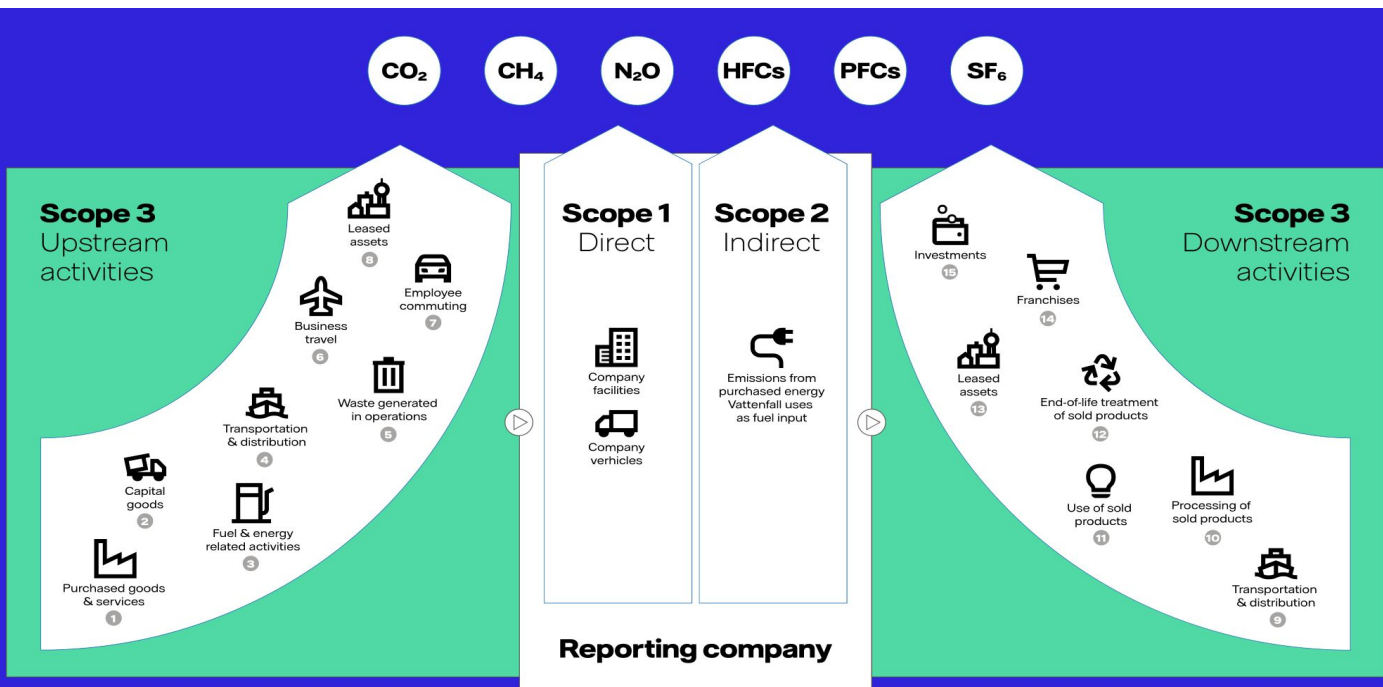 CO₂
CH₄
N₂O
HFCs
PFCs
SF₆
Scope 3
Upstream
activities
Leased
assets
8
Employee
commuting
7
Business
travel
6
Waste generated
in operations
5
Transportation
& distribution
4
Capital
goods
2
Fuel & energy
related activities
3
Purchased goods
& services
1
Scope 1
Direct
Company
facilities
Company
verhicles
Scope 2
Indirect
Emissions from
purchased energy
Vattenfall uses
as fuel input
Reporting company
Scope 3
Downstream
activities
Investments
15
Franchises
14
Leased
assets
13
End-of-life treatment
of sold products
12
Use of sold
products
11
Processing of
sold products
10
Transportation
& distribution
9